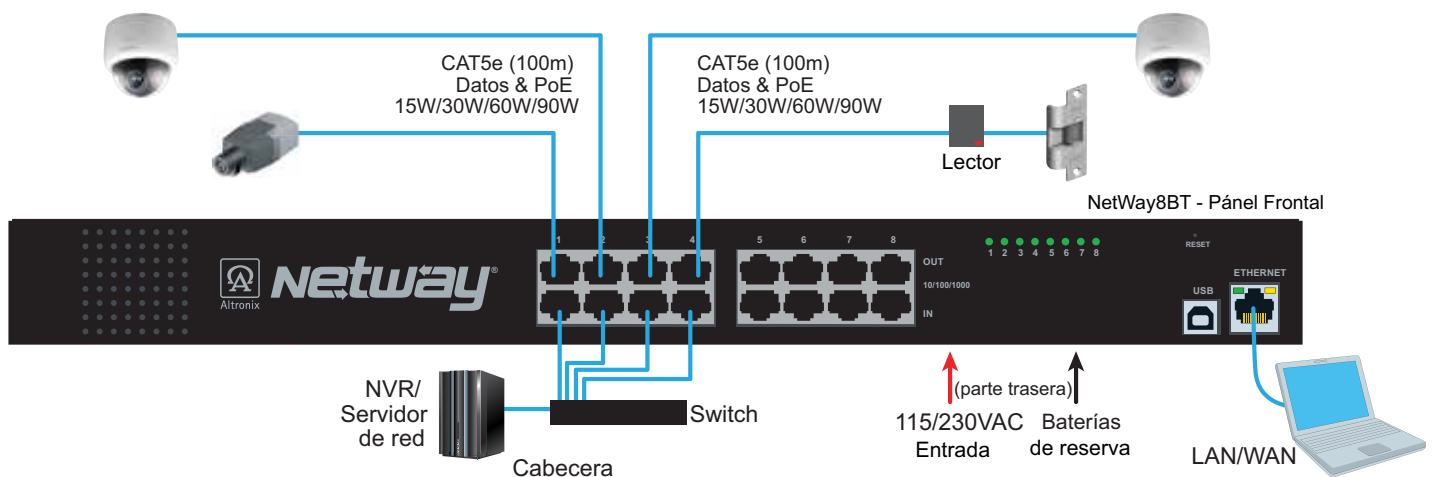 CAT5e (100m)
Datos & PoE
15W/30W/60W/90W
CAT5e (100m)
Datos & PoE
15W/30W/60W/90W
Lector
NetWay8BT - Pánel Frontal
1 2 3 4 5 6 7 8
OUT
10/100/1000
IN
1 2 3 4 5 6 7 8
RESET
USB
ETHERNET
Altronix
Netway®
NVR/
Servidor
de red
Switch
Cabecera
(parte trasera)
115/230VAC
Entrada
Baterías
de reserva
LAN/WAN